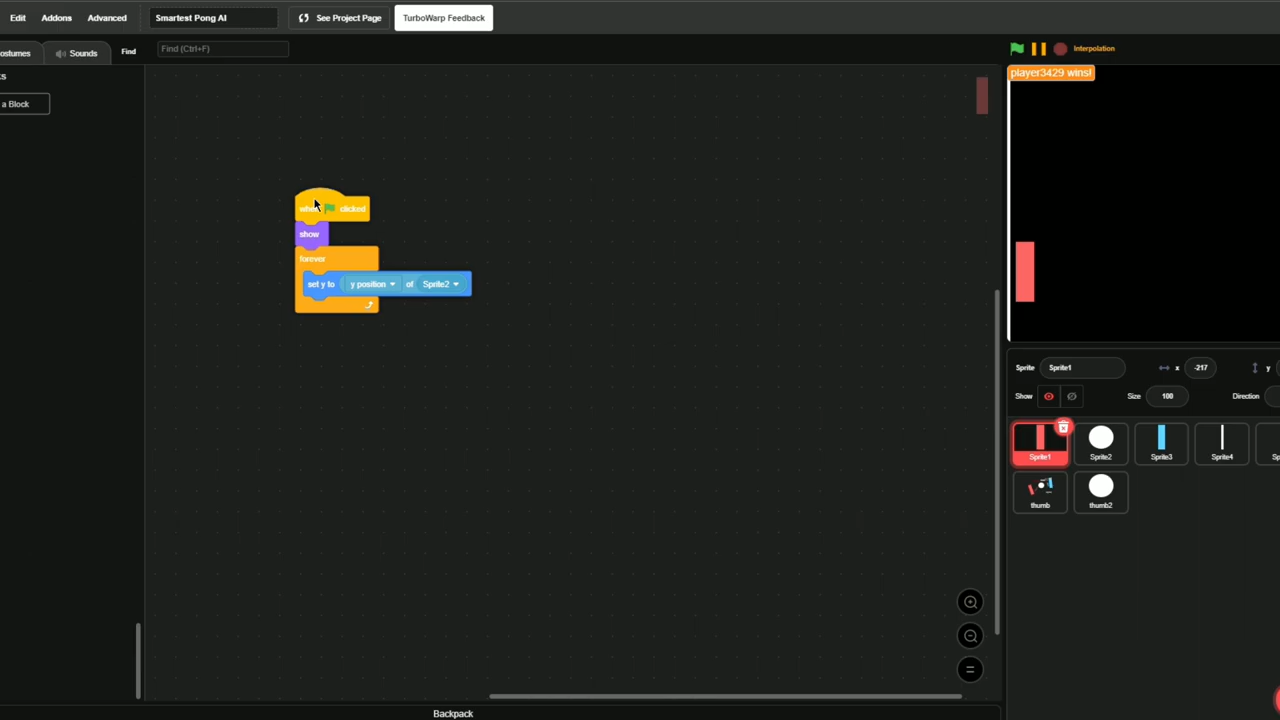 Edit Addons Advanced Smartest Pong AI See Project Page TurboWarp Feedback
ostumes Sounds Find Find (Ctrl+F) Interpolation
player3429 wins!
a Block
when clicked
show
forever
set y to y position of Sprite2
Sprite Sprite1 x -217 y
Show Size 100 Direction
Sprite1 Sprite2 Sprite3 Sprite4 Sp
thumb thumb2
Backpack